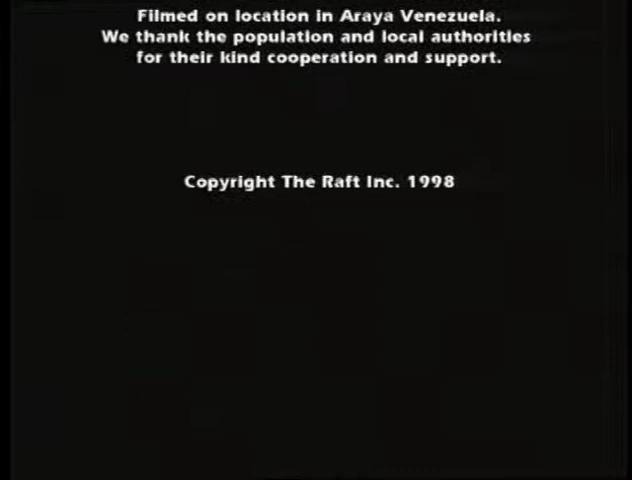 Filmed on location in Araya Venezuela.
We thank the population and local authorities
for their kind cooperation and support.
Copyright The Raft Inc. 1998